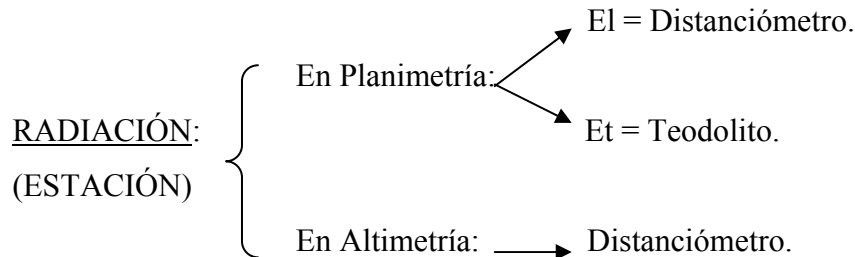 El = Distanciómetro.
En Planimetría:
RADIACIÓN:
Et = Teodolito.
(ESTACIÓN)
En Altimetría:
Distanciómetro.